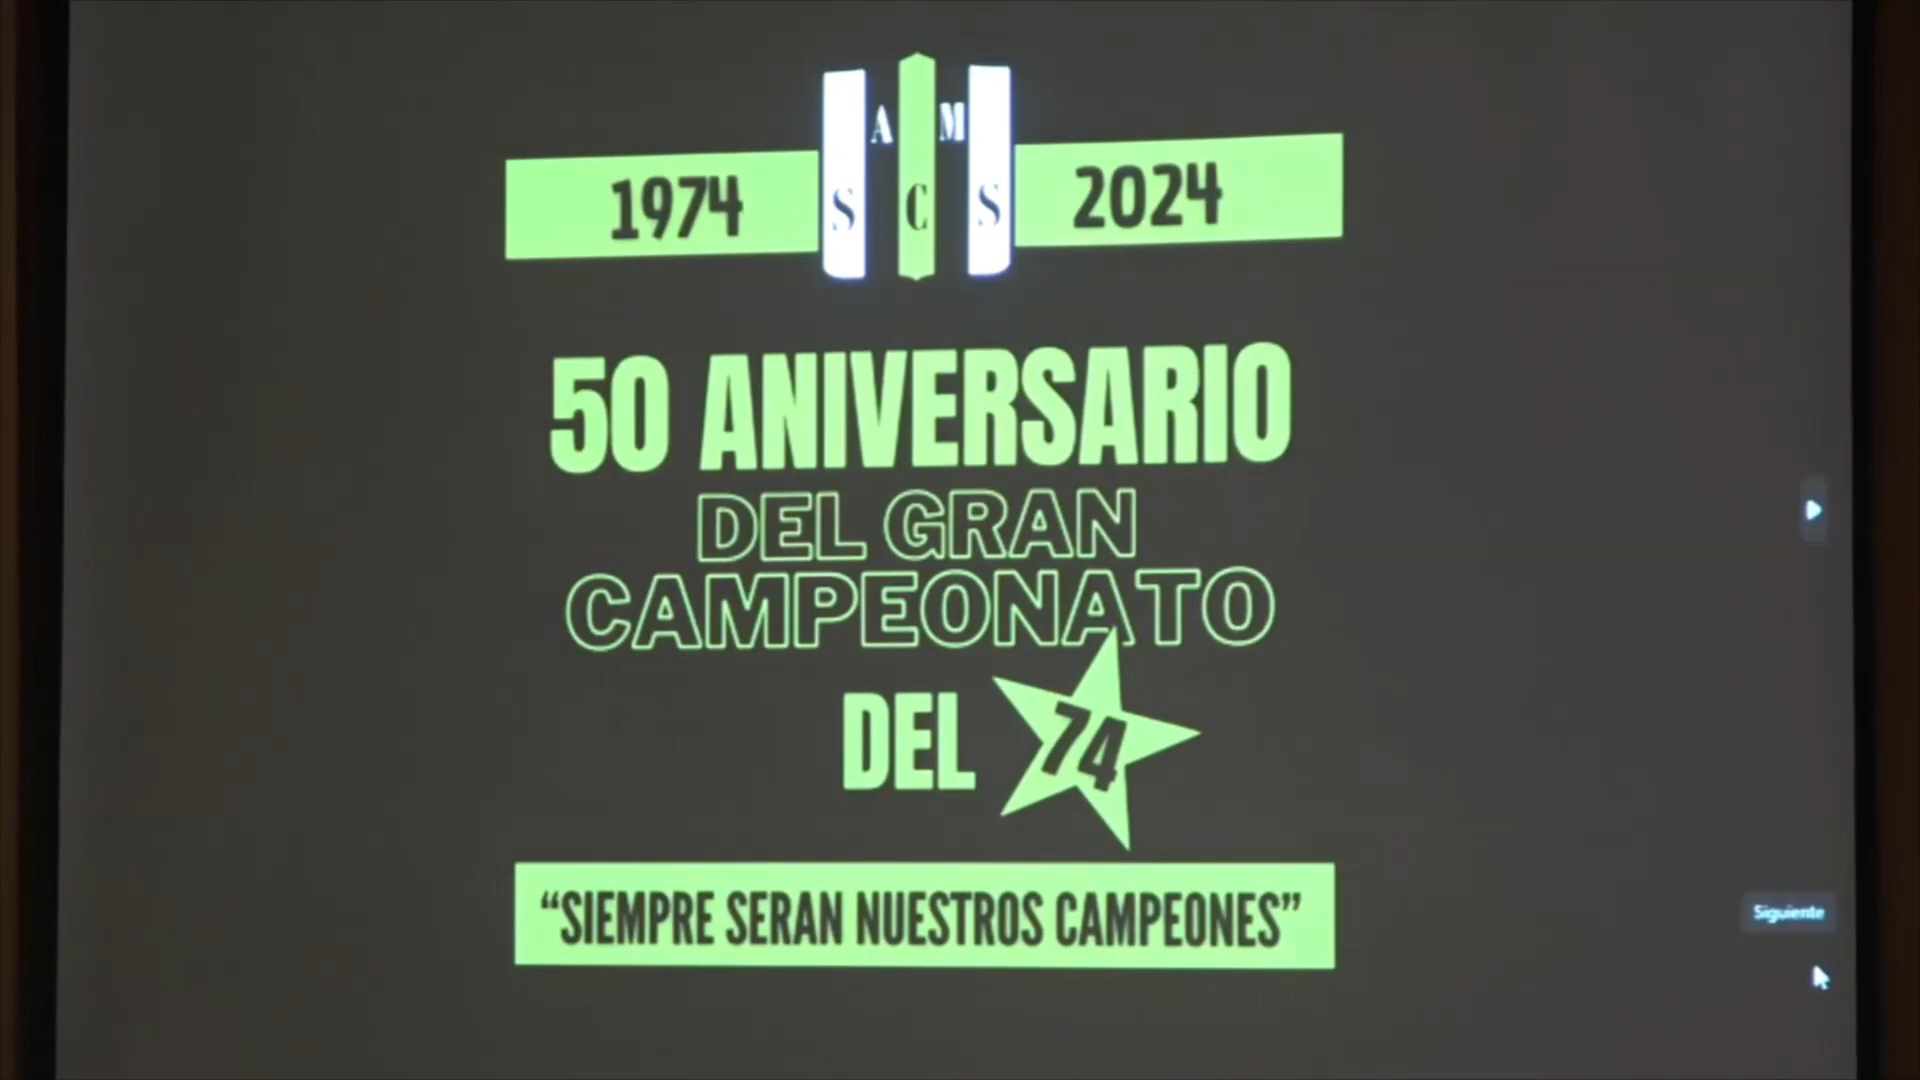 A M
1974 S C S 2024
50 ANIVERSARIO
DEL GRAN
CAMPEONATO
DEL 74
“SIEMPRE SERAN NUESTROS CAMPEONES”
Siguiente